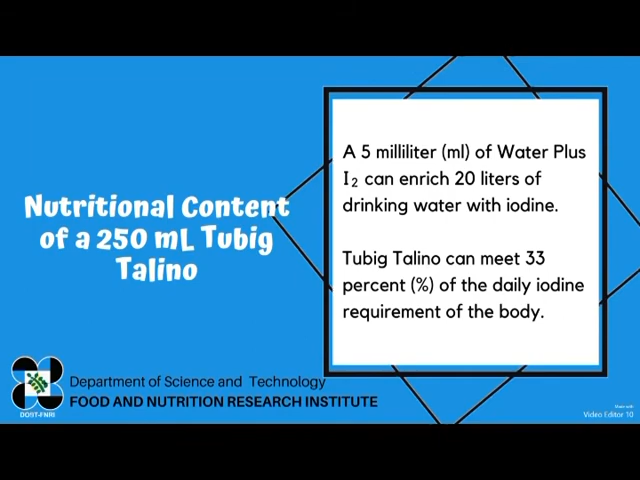 Nutritional Content
of a 250 mL Tubig
Talino
A 5 milliliter (ml) of Water Plus
I₂ can enrich 20 liters of
drinking water with iodine.
Tubig Talino can meet 33
percent (%) of the daily iodine
requirement of the body.
Department of Science and Technology
FOOD AND NUTRITION RESEARCH INSTITUTE
DOST-FNRI
Made with
Video Editor 10